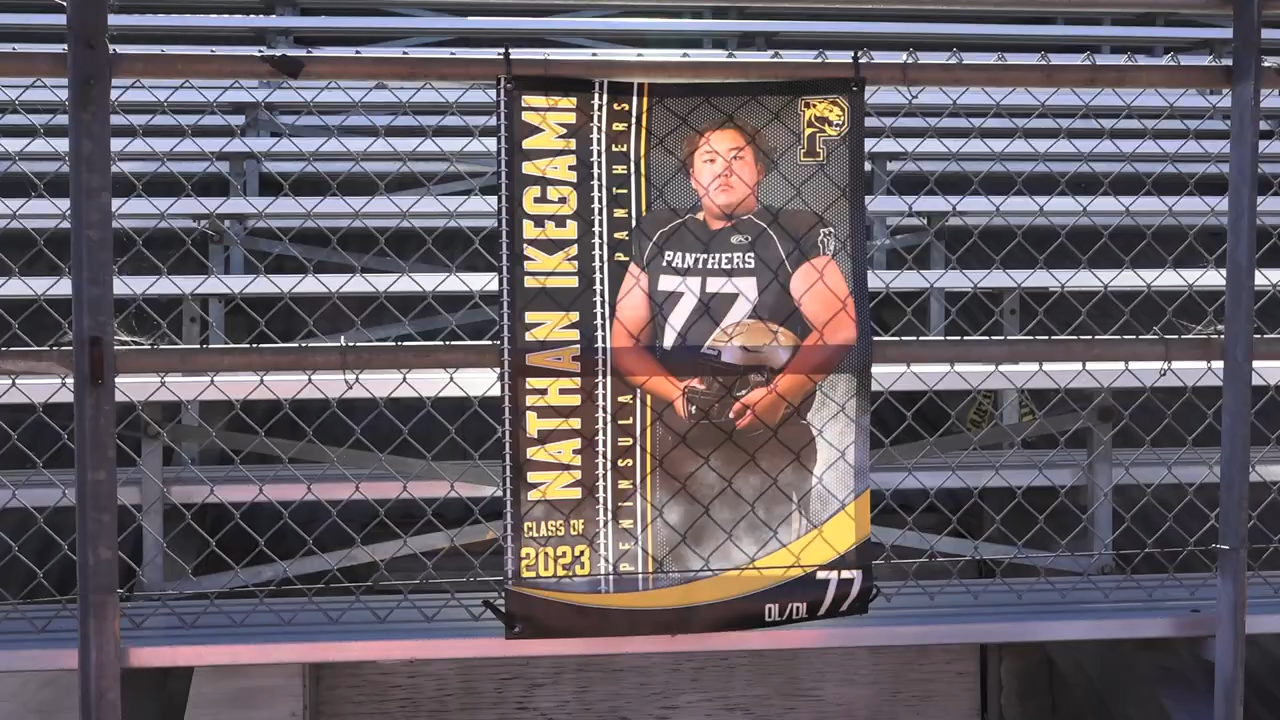 NATHAN IKEGAMI
PENINSULA PANTHERS
P
PANTHERS
77
CLASS OF
2023
OL/DL 77